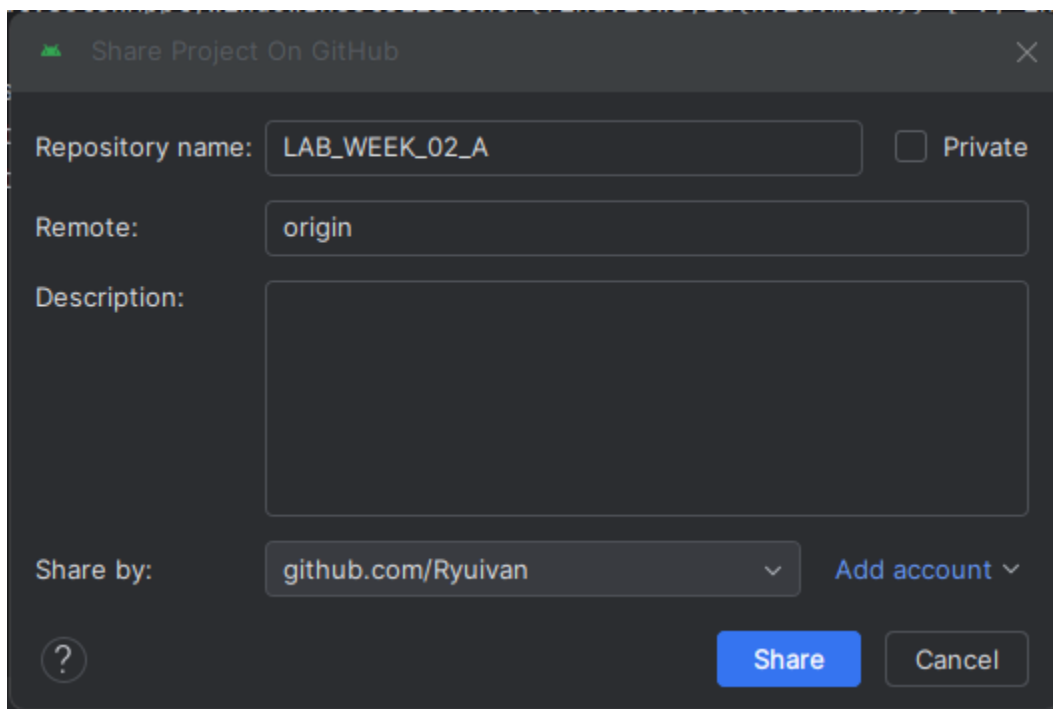 Share Project On GitHub
Repository name: LAB_WEEK_02_A Private
Remote: origin
Description:
Share by: github.com/Ryuivan Add account
? Share Cancel